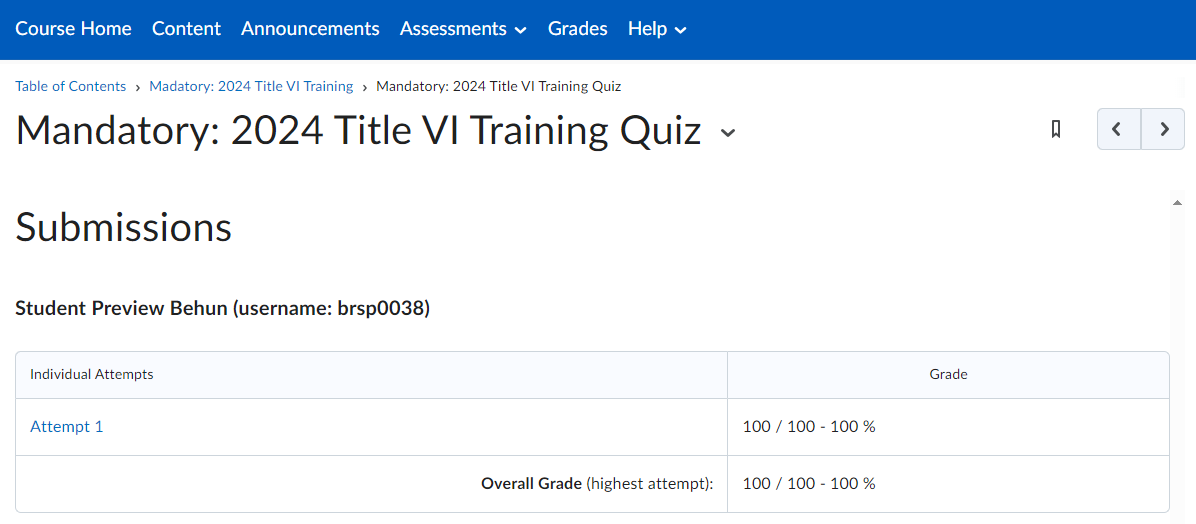 Course Home Content Announcements Assessments Grades Help
Table of Contents › Madatory: 2024 Title VI Training › Mandatory: 2024 Title VI Training Quiz
Mandatory: 2024 Title VI Training Quiz
Submissions
Student Preview Behun (username: brsp0038)
Individual Attempts Grade
Attempt 1 100 / 100 - 100 %
Overall Grade (highest attempt): 100 / 100 - 100 %